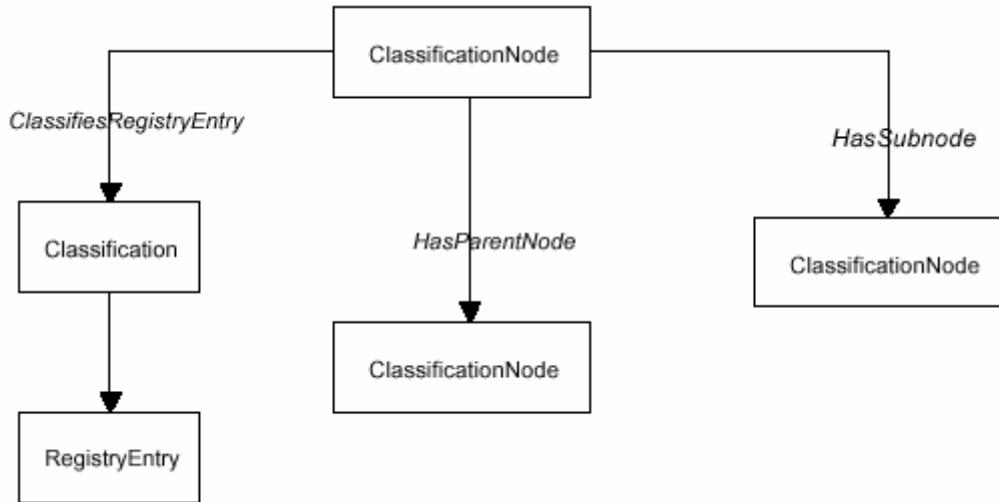 ClassificationNode
ClassifiesRegistryEntry
HasSubnode
Classification
HasParentNode
ClassificationNode
ClassificationNode
RegistryEntry